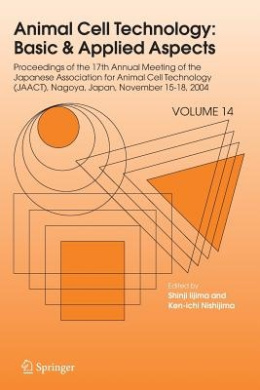 Animal Cell Technology:
Basic & Applied Aspects
Proceedings of the 17th Annual Meeting of the
Japanese Association for Animal Cell Technology
(JAACT), Nagoya, Japan, November 15-18, 2004
VOLUME 14
Edited by
Shinji Iijima and
Ken-Ichi Nishijima
Springer